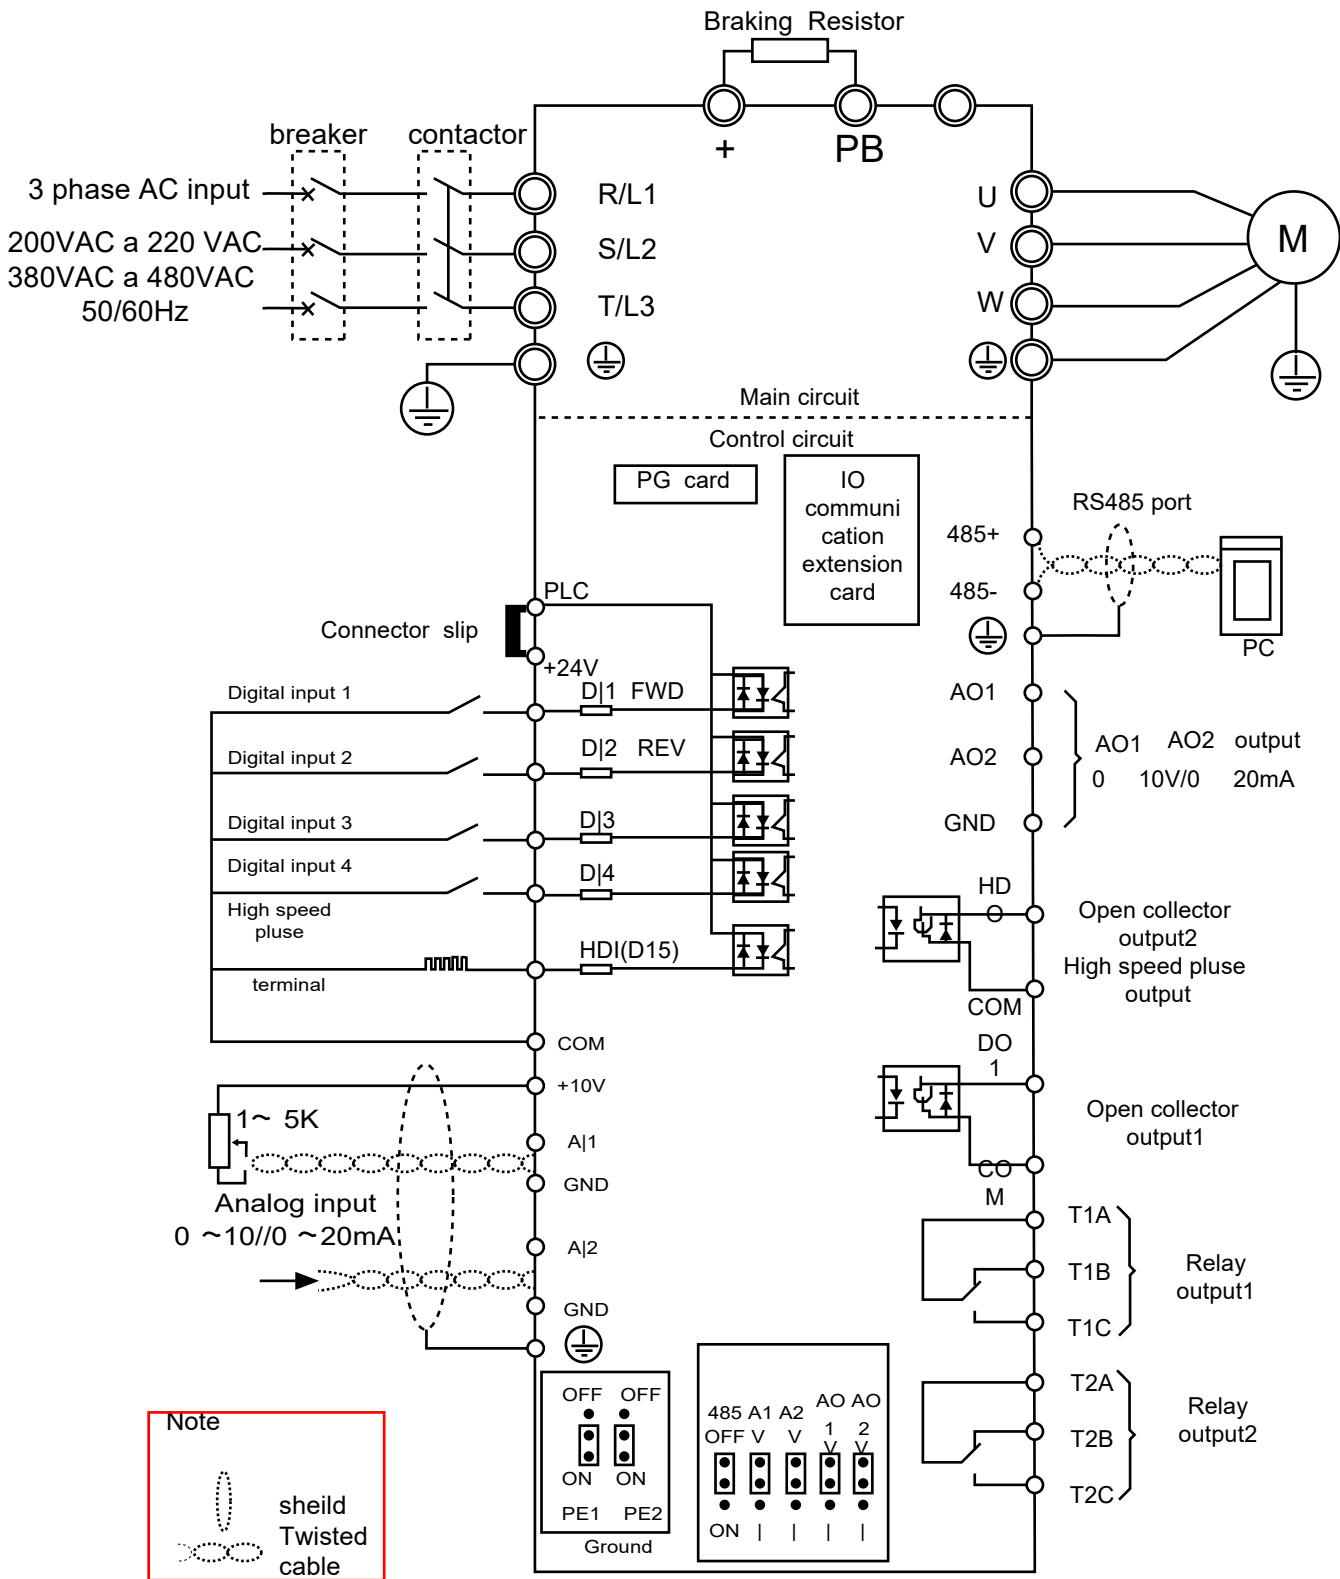 Braking Resistor
+
PB
breaker
contactor
3 phase AC input
200VAC a 220 VAC
380VAC a 480VAC
50/60Hz
R/L1
S/L2
T/L3
U
V
W
M
Main circuit
Control circuit
PG card
IO
communi
cation
extension
card
RS485 port
485+
485-
PC
PLC
Connector slip
+24V
Digital input 1
D|1 FWD
Digital input 2
D|2 REV
Digital input 3
D|3
Digital input 4
D|4
High speed
pluse
HDI(D15)
terminal
COM
+10V
1~ 5K
A|1
GND
Analog input
0 ~10//0 ~20mA
A|2
GND
AO1
AO2
GND
AO1 AO2 output
0 10V/0 20mA
HD
O
COM
Open collector
output2
High speed pluse
output
DO
1
CO
M
Open collector
output1
T1A
T1B
T1C
Relay
output1
T2A
T2B
T2C
Relay
output2
OFF OFF
ON ON
PE1 PE2
Ground
485 A1 A2 AO AO
1 2
OFF V V V V
ON | | | |
Note
sheild
Twisted
cable